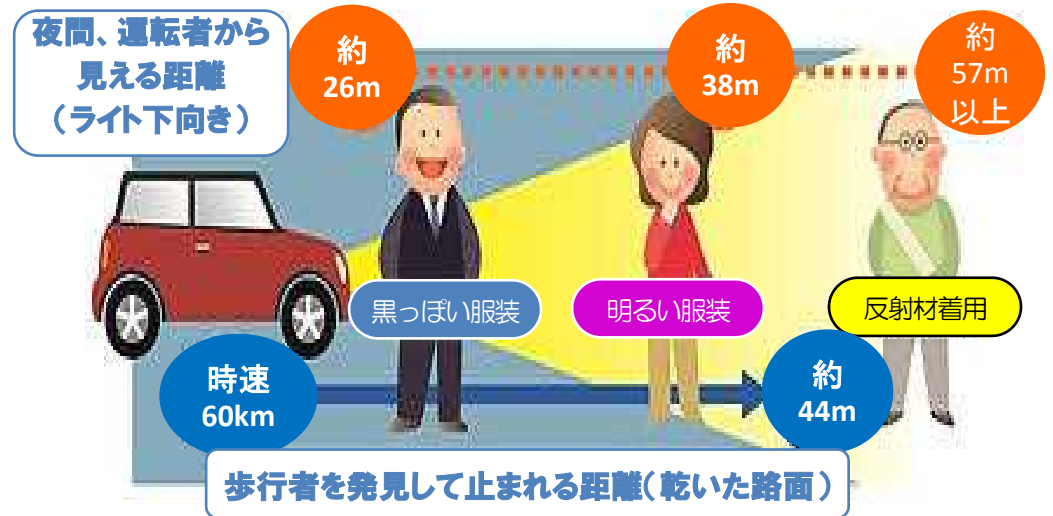 夜間、運転者から
見える距離
（ライト下向き）
約
26m
約
38m
約
57m
以上
黒っぽい服装
明るい服装
反射材着用
時速
60km
約
44m
歩行者を発見して止まれる距離（乾いた路面）